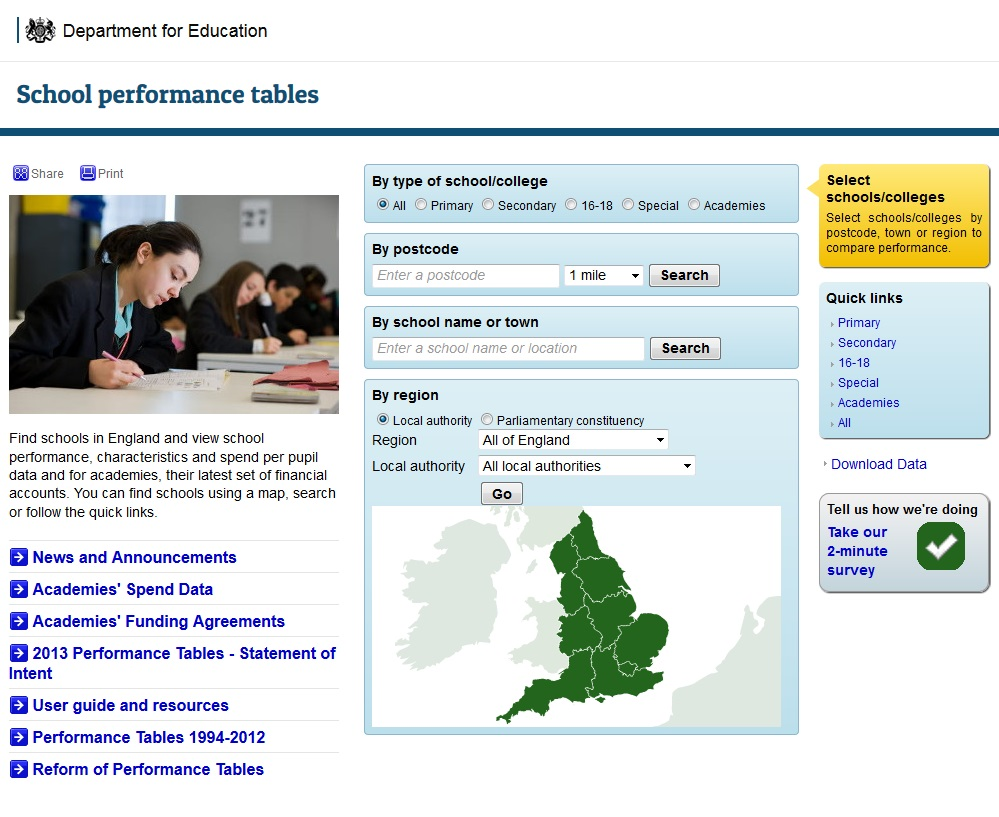 Department for Education
School performance tables
Share Print
27
Find schools in England and view school
performance, characteristics and spend per pupil
data and for academies, their latest set of financial
accounts. You can find schools using a map, search
or follow the quick links.
News and Announcements
Academies' Spend Data
Academies' Funding Agreements
2013 Performance Tables - Statement of
Intent
User guide and resources
Performance Tables 1994-2012
Reform of Performance Tables
By type of school/college
All Primary Secondary 16-18 Special Academies
By postcode
Enter a postcode 1 mile Search
By school name or town
Enter a school name or location Search
By region
Local authority Parliamentary constituency
Region All of England
Local authority All local authorities
Go
Select
schools/colleges
Select schools/colleges by
postcode, town or region to
compare performance.
Quick links
Primary
Secondary
16-18
Special
Academies
All
Download Data
Tell us how we're doing
Take our
2-minute
survey